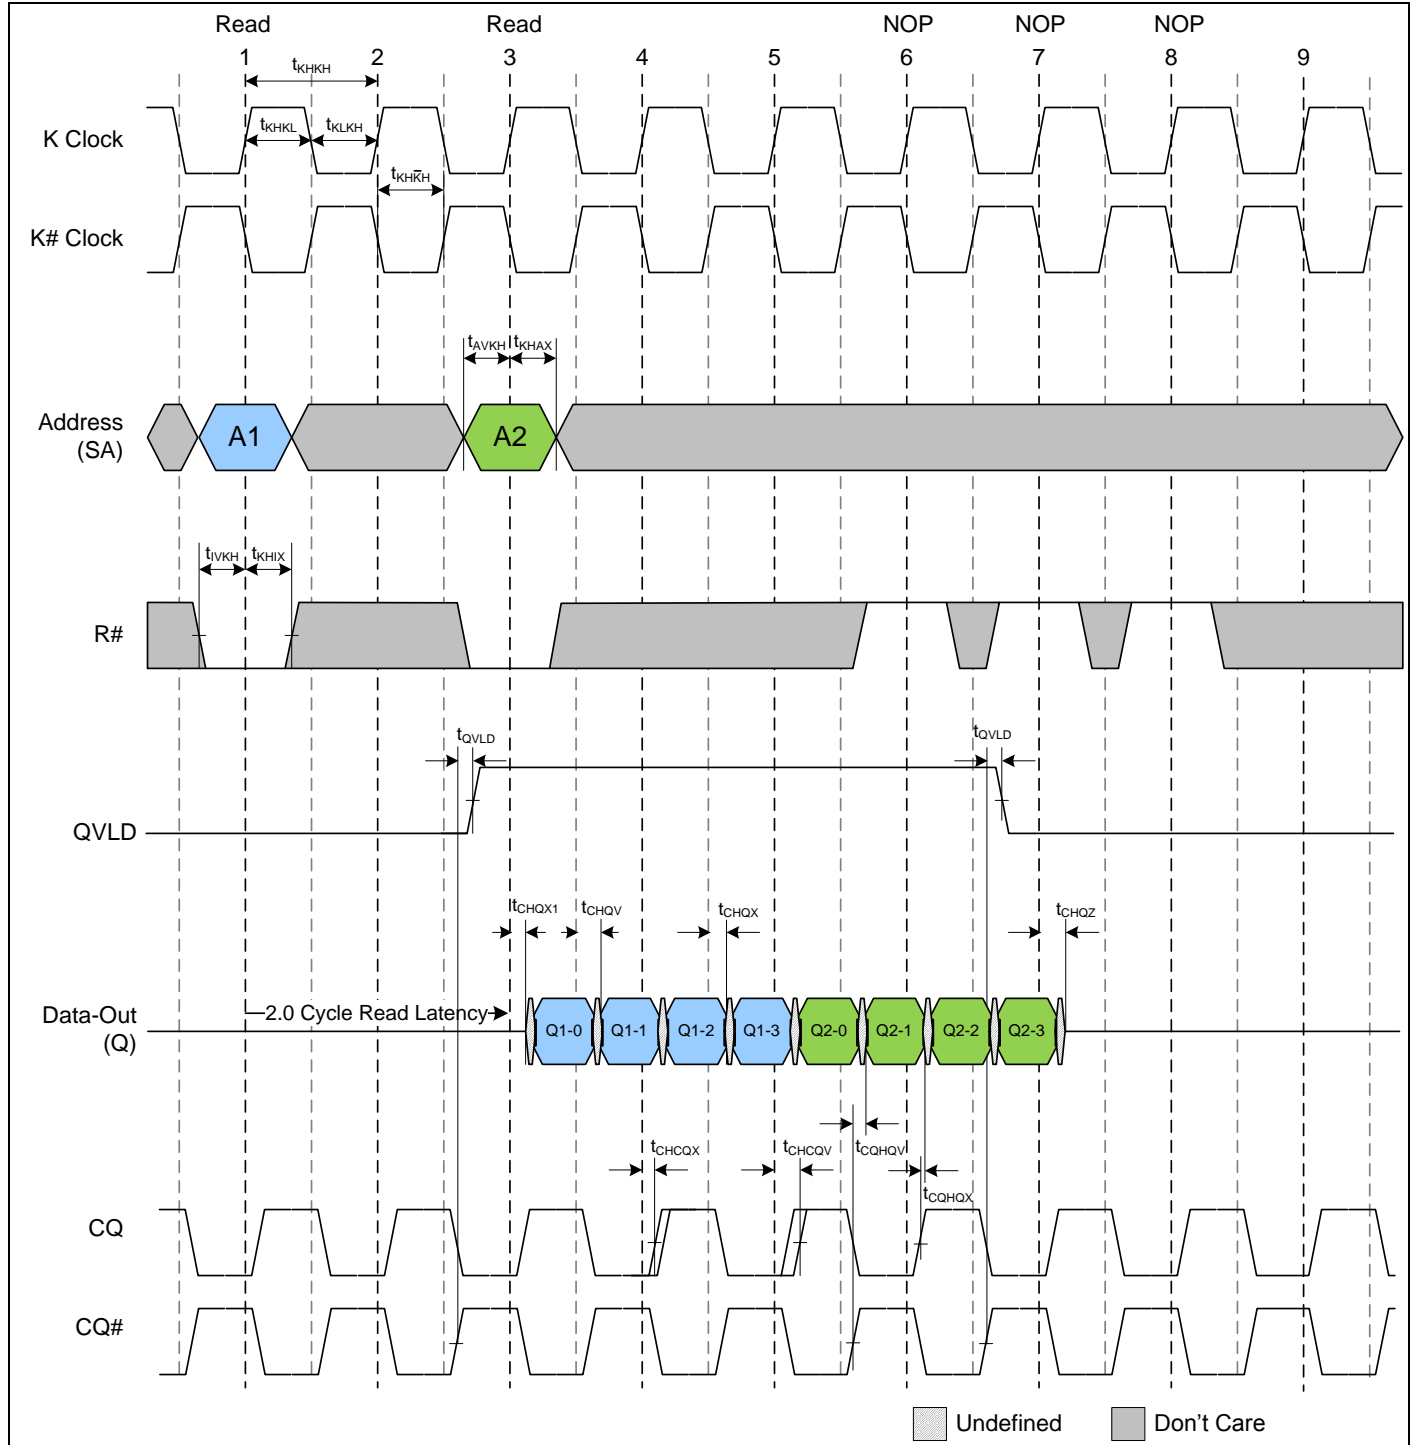 Read Read NOP NOP NOP
1 2 3 4 5 6 7 8 9
tKHKH
K Clock
tKHKL tKLKH
tKHK̅H
K# Clock
tAVKH tKHAX
Address
(SA)
A1 A2
tIVKH tKHIX
R#
tQVLD tQVLD
QVLD
tCHQX1 tCHQV tCHQX tCHQZ
Data-Out
(Q)
2.0 Cycle Read Latency
Q1-0 Q1-1 Q1-2 Q1-3 Q2-0 Q2-1 Q2-2 Q2-3
tCHCQX tCHCQV tCQHQV
tCQHQX
CQ
CQ#
Undefined Don't Care